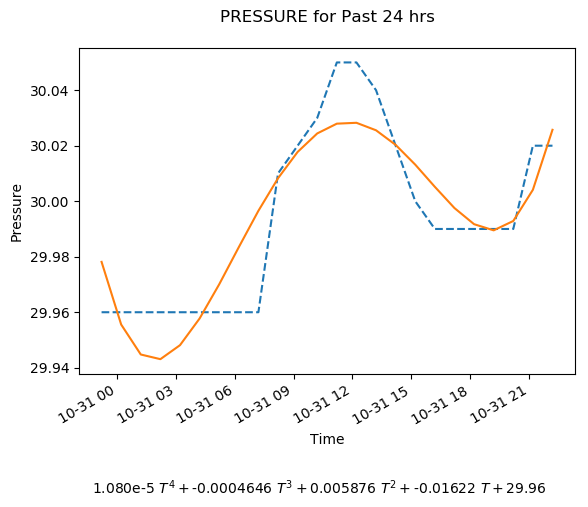 PRESSURE for Past 24 hrs
30.04
30.02
30.00
29.98
29.96
29.94
Pressure
10-31 00 10-31 03 10-31 06 10-31 09 10-31 12 10-31 15 10-31 18 10-31 21
Time
1.080e-5 T⁴ + -0.0004646 T³ + 0.005876 T² + -0.01622 T + 29.96